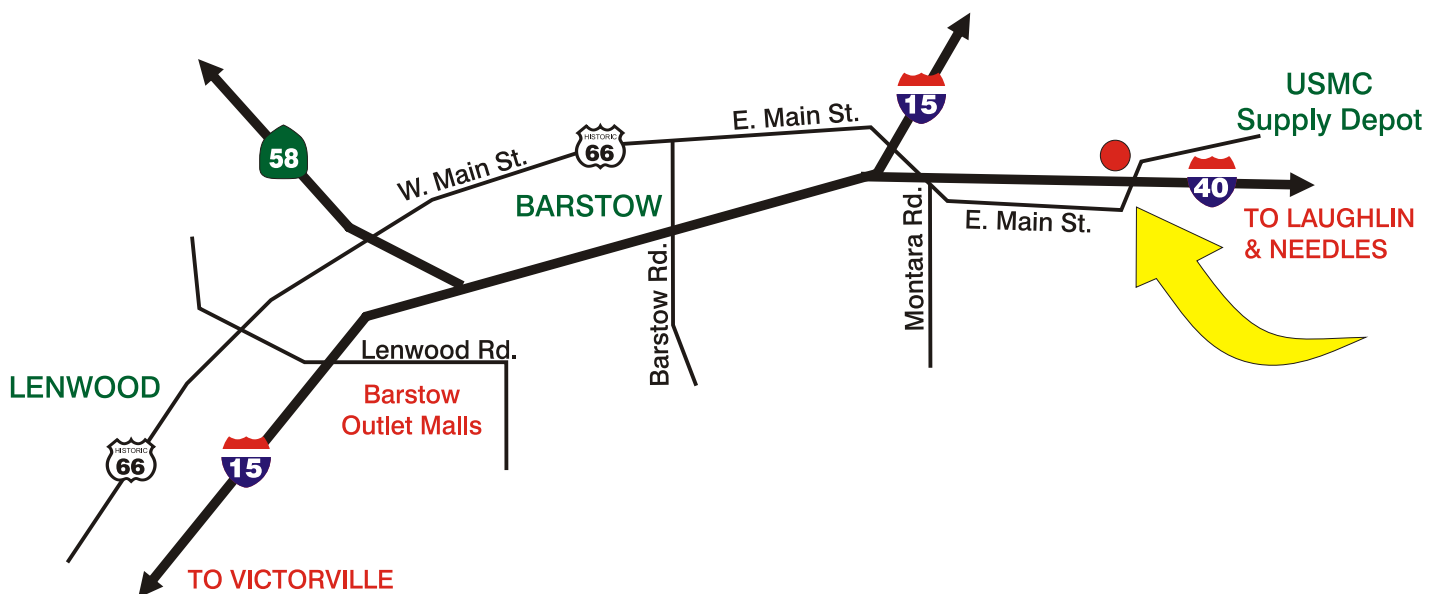 15
USMC
Supply Depot
E. Main St.
HISTORIC
66
58
W. Main St.
BARSTOW
40
E. Main St.
TO LAUGHLIN
& NEEDLES
Barstow Rd.
Montara Rd.
Lenwood Rd.
LENWOOD
Barstow
Outlet Malls
HISTORIC
66
15
TO VICTORVILLE